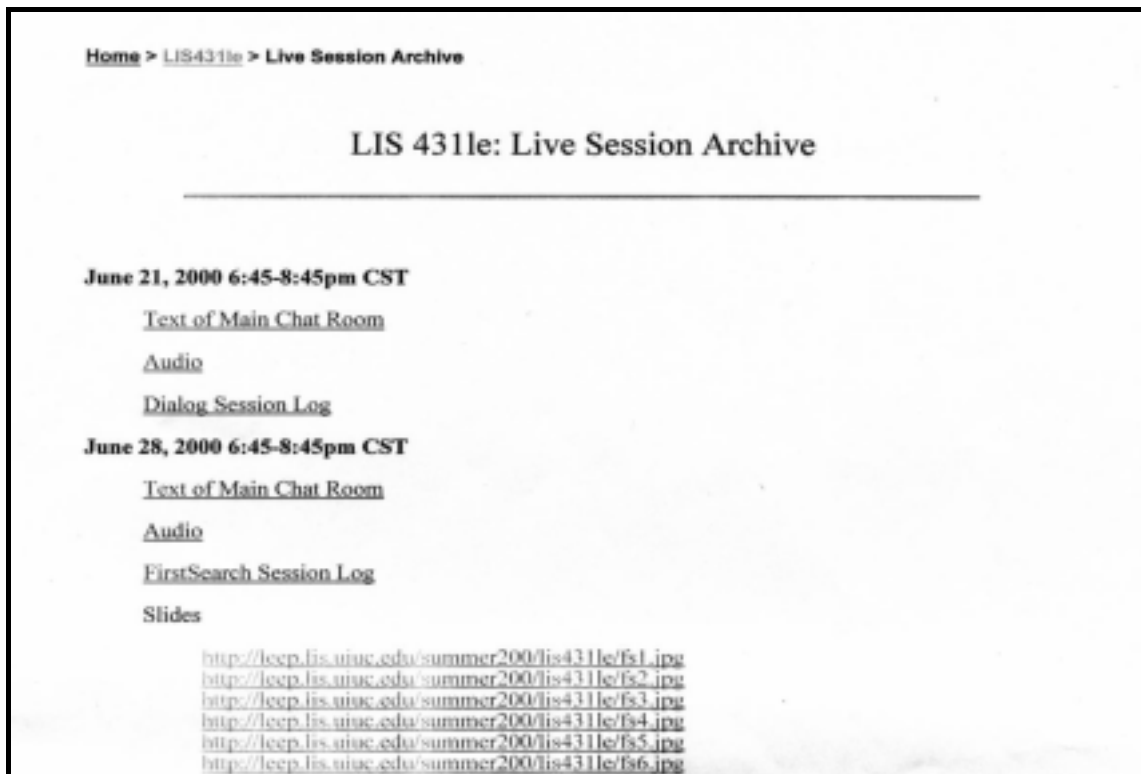 Home > LIS431le > Live Session Archive
LIS 431le: Live Session Archive
June 21, 2000 6:45-8:45pm CST
Text of Main Chat Room
Audio
Dialog Session Log
June 28, 2000 6:45-8:45pm CST
Text of Main Chat Room
Audio
FirstSearch Session Log
Slides
http://leep.lis.uiuc.edu/summer200/lis431le/fs1.jpg
http://leep.lis.uiuc.edu/summer200/lis431le/fs2.jpg
http://leep.lis.uiuc.edu/summer200/lis431le/fs3.jpg
http://leep.lis.uiuc.edu/summer200/lis431le/fs4.jpg
http://leep.lis.uiuc.edu/summer200/lis431le/fs5.jpg
http://leep.lis.uiuc.edu/summer200/lis431le/fs6.jpg